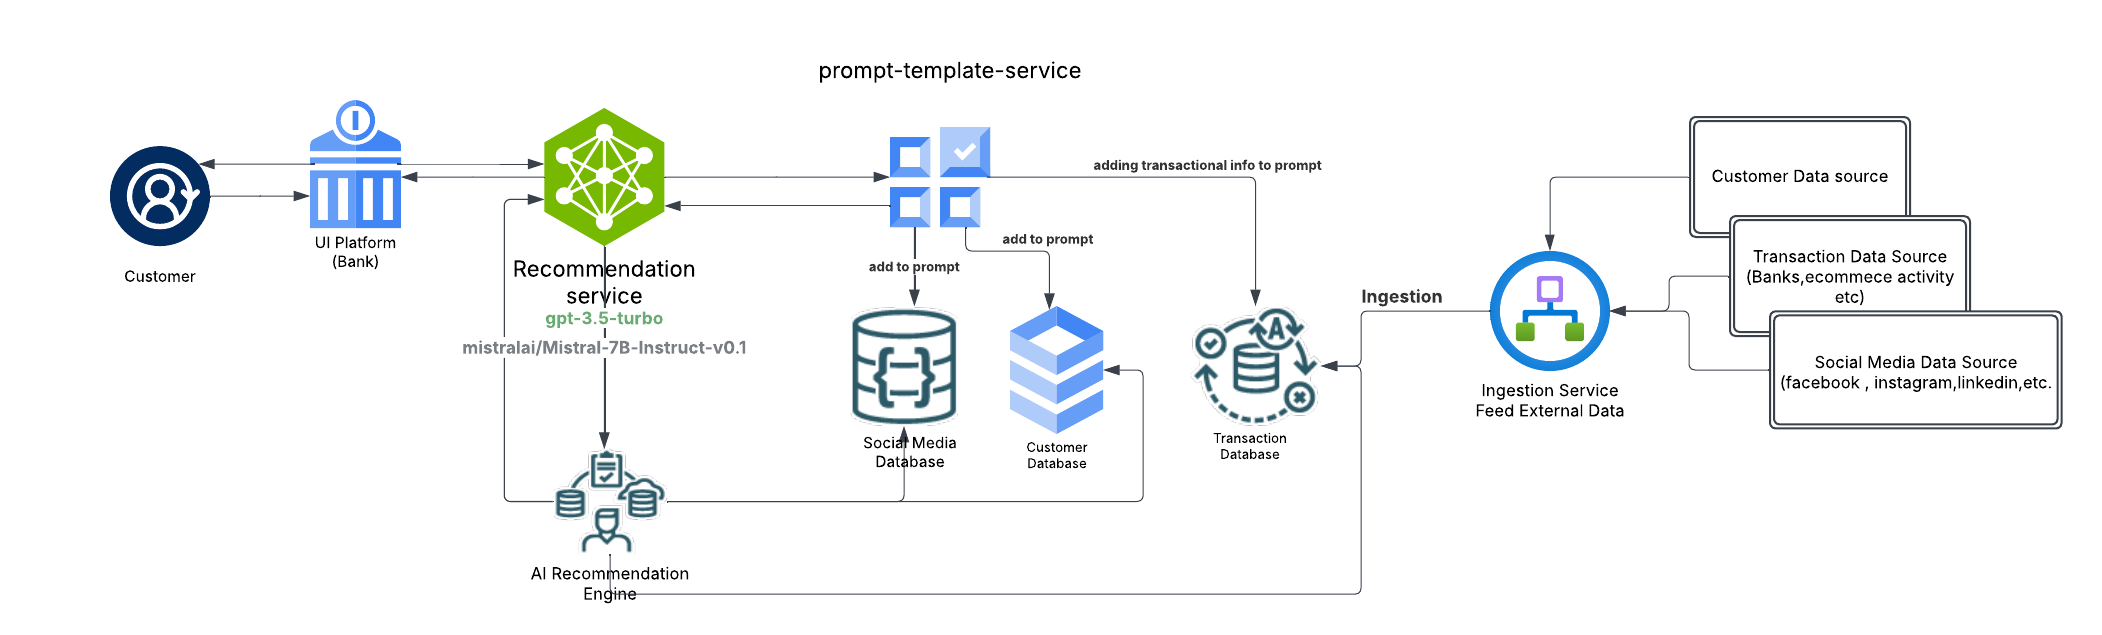 prompt-template-service
Customer
UI Platform
(Bank)
Recommendation
service
gpt-3.5-turbo
mistralai/Mistral-7B-Instruct-v0.1
AI Recommendation
Engine
adding transactional info to prompt
add to prompt
add to prompt
Social Media
Database
Customer
Database
Transaction
Database
Ingestion
Ingestion Service
Feed External Data
Customer Data source
Transaction Data Source
(Banks,ecommece activity
etc)
Social Media Data Source
(facebook , instagram,linkedin,etc.
A